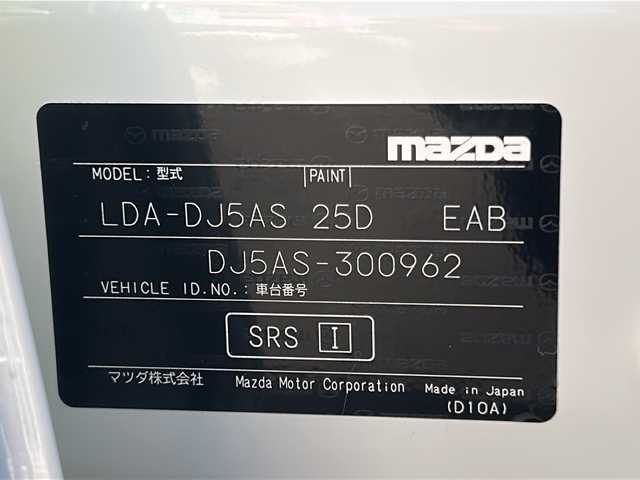 mazda
MODEL:型式 PAINT
LDA-DJ5AS 25D EAB
DJ5AS-300962
VEHICLE ID.NO.:車台番号
SRS I
マツダ株式会社 Mazda Motor Corporation Made in Japan
(D10A)